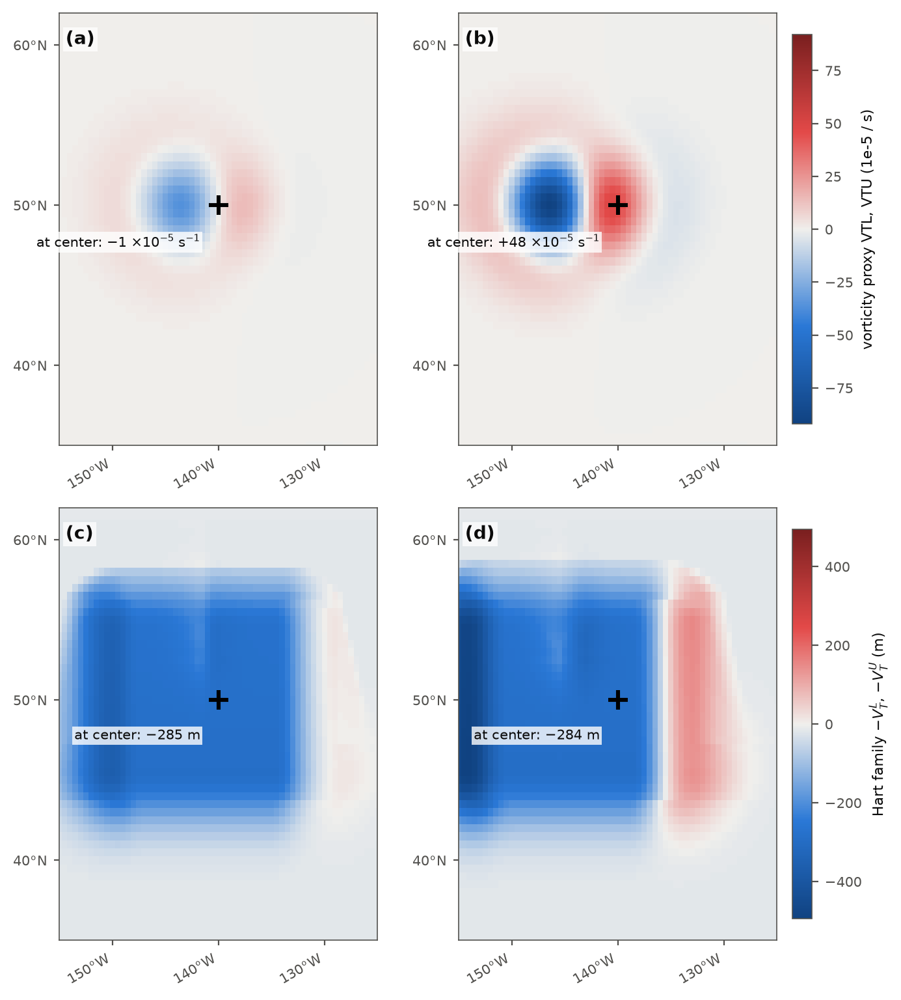 (a)
60°N
50°N
40°N
150°W
140°W
130°W
at center: −1 ×10⁻⁵ s⁻¹
(b)
60°N
50°N
40°N
150°W
140°W
130°W
at center: +48 ×10⁻⁵ s⁻¹
75
50
25
0
−25
−50
−75
vorticity proxy VTL, VTU (1e-5 / s)
(c)
60°N
50°N
40°N
150°W
140°W
130°W
at center: −285 m
(d)
60°N
50°N
40°N
150°W
140°W
130°W
at center: −284 m
400
200
0
−200
−400
Hart family −V_T^L, −V_T^U (m)